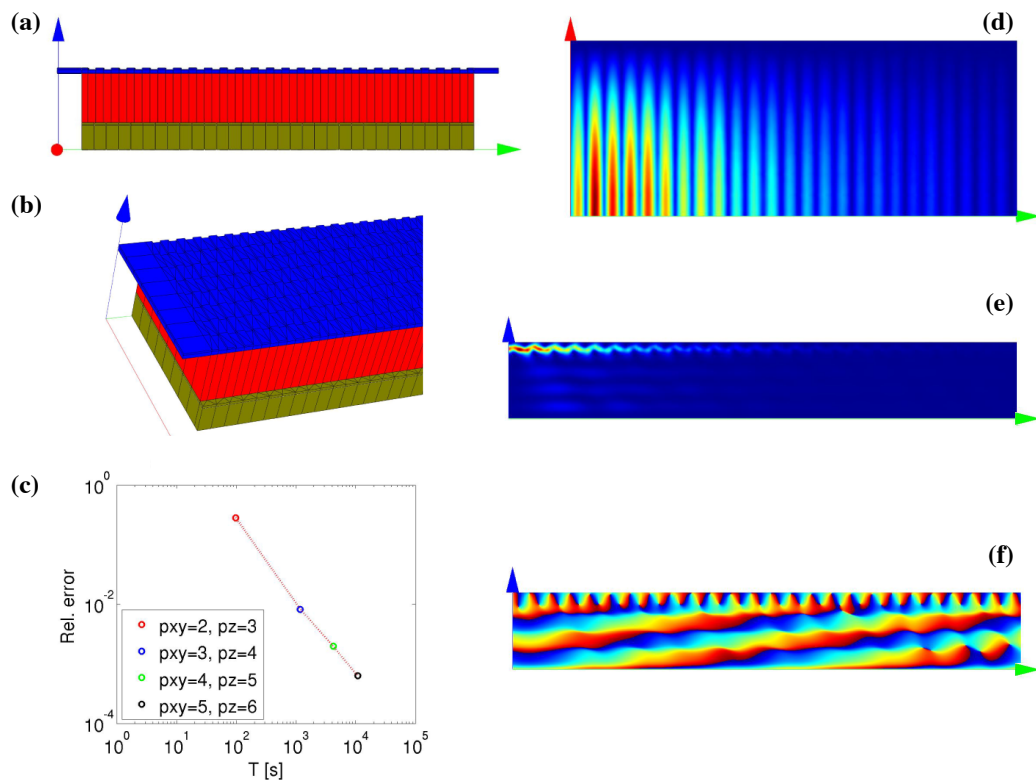 (a)
(b)
(c)
Rel. error
10^0
10^-2
10^-4
pxy=2, pz=3
pxy=3, pz=4
pxy=4, pz=5
pxy=5, pz=6
10^0 10^1 10^2 10^3 10^4 10^5
T [s]
(d)
(e)
(f)